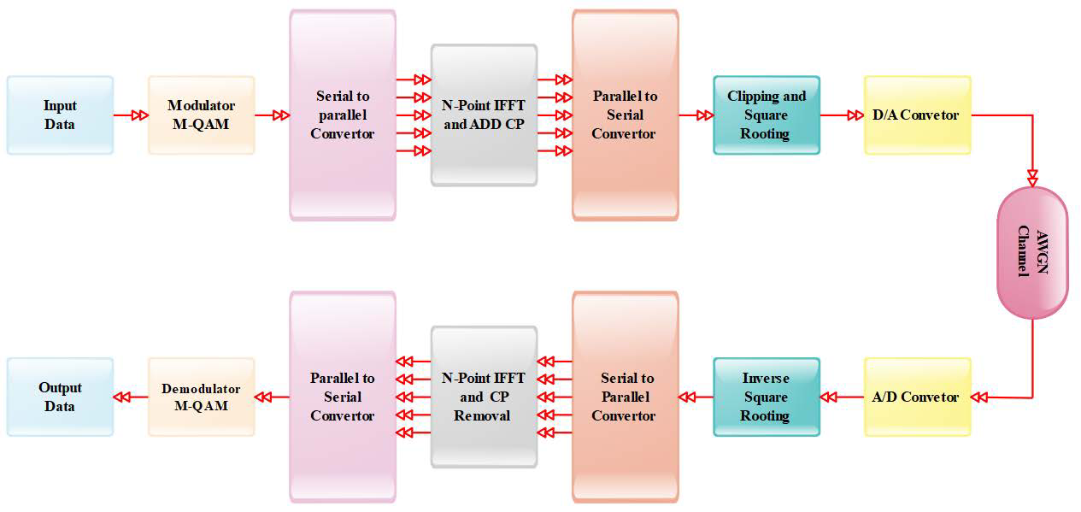 Input
Data
Modulator
M-QAM
Serial to
parallel
Convertor
N-Point IFFT
and ADD CP
Parallel to
Serial
Convertor
Clipping and
Square
Rooting
D/A Convetor
AWGN
Channel
Output
Data
Demodulator
M-QAM
Parallel to
Serial
Convertor
N-Point IFFT
and CP
Removal
Serial to
Parallel
Convertor
Inverse
Square
Rooting
A/D Convetor